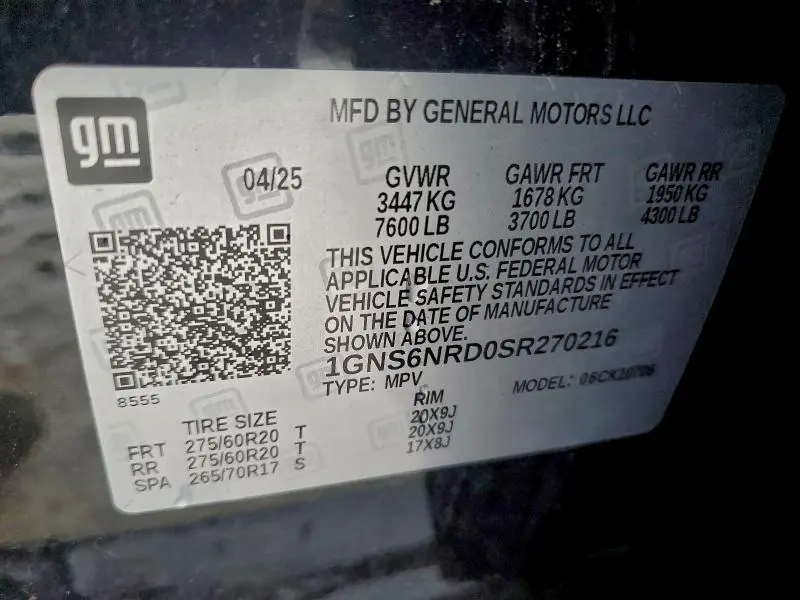 gm
MFD BY GENERAL MOTORS LLC
04/25
GVWR GAWR FRT GAWR RR
3447 KG 1678 KG 1950 KG
7600 LB 3700 LB 4300 LB
THIS VEHICLE CONFORMS TO ALL
APPLICABLE U.S. FEDERAL MOTOR
VEHICLE SAFETY STANDARDS IN EFFECT
ON THE DATE OF MANUFACTURE
SHOWN ABOVE.
1GNS6NRD0SR270216
TYPE: MPV MODEL: 06CK10706
8555
TIRE SIZE RIM
FRT 275/60R20 T 20X9J
RR 275/60R20 T 20X9J
SPA 265/70R17 S 17X8J